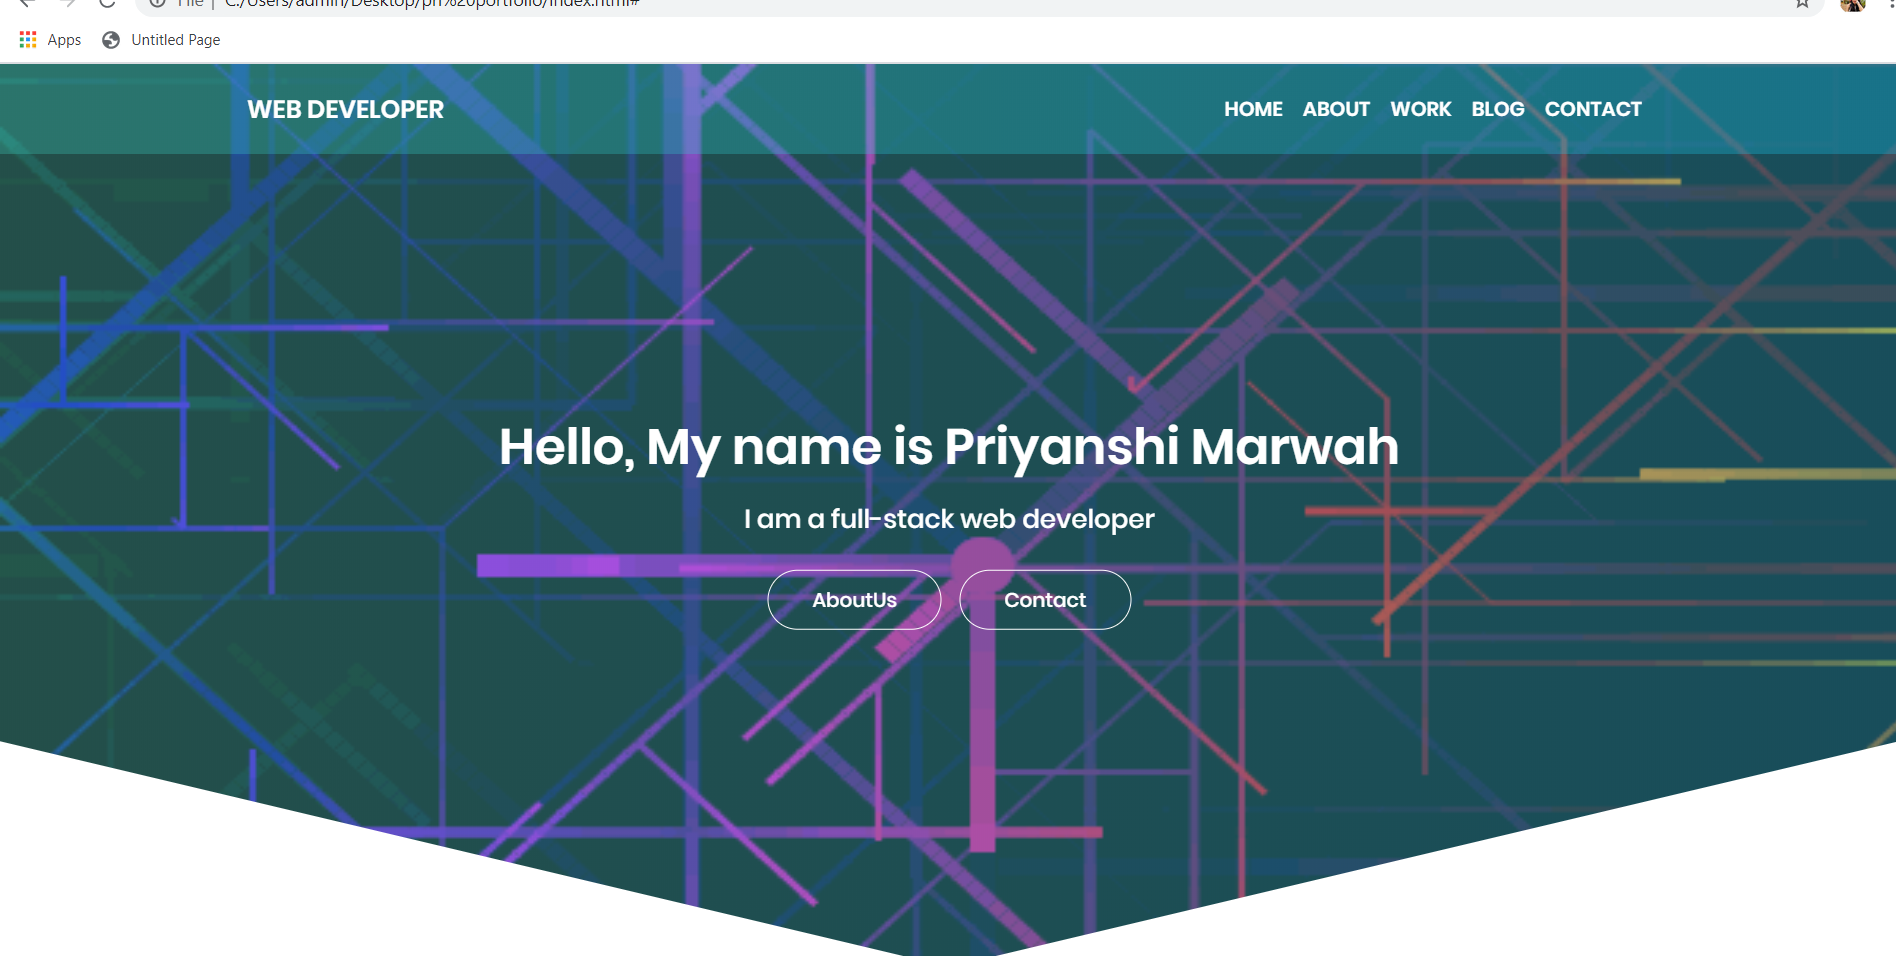 File | C:/Users/admin/Desktop/pri%20portfolio/index.html#
Apps Untitled Page
WEB DEVELOPER HOME ABOUT WORK BLOG CONTACT
Hello, My name is Priyanshi Marwah
I am a full-stack web developer
AboutUs Contact